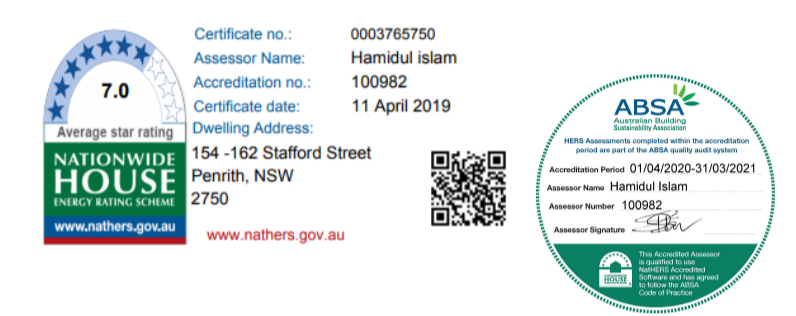 7.0
Average star rating
NATIONWIDE
HOUSE
ENERGY RATING SCHEME
www.nathers.gov.au
Certificate no.: 0003765750
Assessor Name: Hamidul islam
Accreditation no.: 100982
Certificate date: 11 April 2019
Dwelling Address:
154 -162 Stafford Street
Penrith, NSW
2750
www.nathers.gov.au
ABSA
Australian Building
Sustainability Association
HERS Assessments completed within the accreditation
period are part of the ABSA quality audit system
Accreditation Period 01/04/2020-31/03/2021
Assessor Name Hamidul Islam
Assessor Number 100982
Assessor Signature
NATIONWIDE
HOUSE
This Accredited Assessor
is qualified to use
NatHERS Accredited
Software and has agreed
to follow the ABSA
Code of Practice